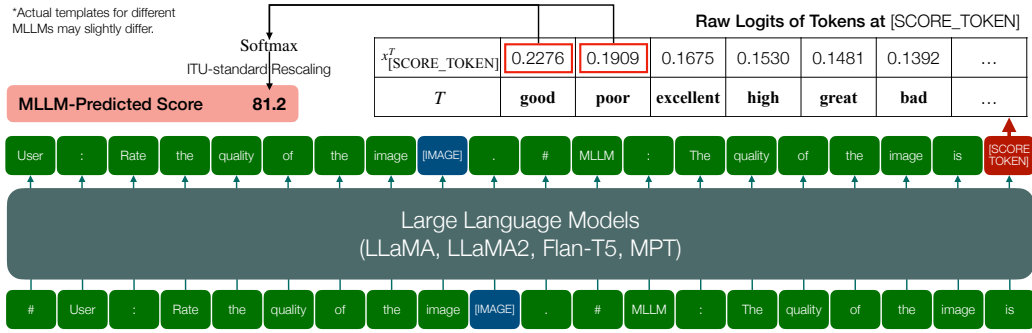 *Actual templates for different
MLLMs may slightly differ.
Softmax
ITU-standard Rescaling
MLLM-Predicted Score 81.2
Raw Logits of Tokens at [SCORE_TOKEN]
x^T_[SCORE_TOKEN] 0.2276 0.1909 0.1675 0.1530 0.1481 0.1392 ...
T good poor excellent high great bad ...
User : Rate the quality of the image [IMAGE] . # MLLM : The quality of the image is [SCORE TOKEN]
Large Language Models
(LLaMA, LLaMA2, Flan-T5, MPT)
# User : Rate the quality of the image [IMAGE] . # MLLM : The quality of the image is